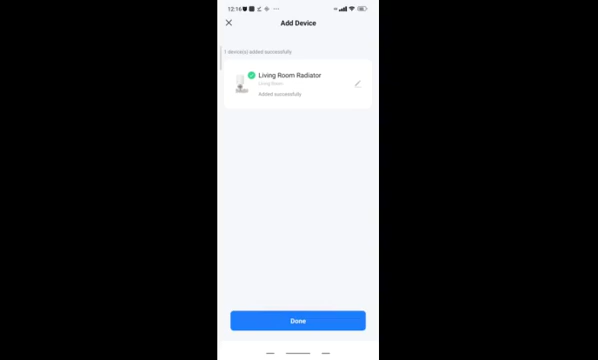 12:16
Add Device
1 device(s) added successfully
Living Room Radiator
Living Room
Added successfully
Done